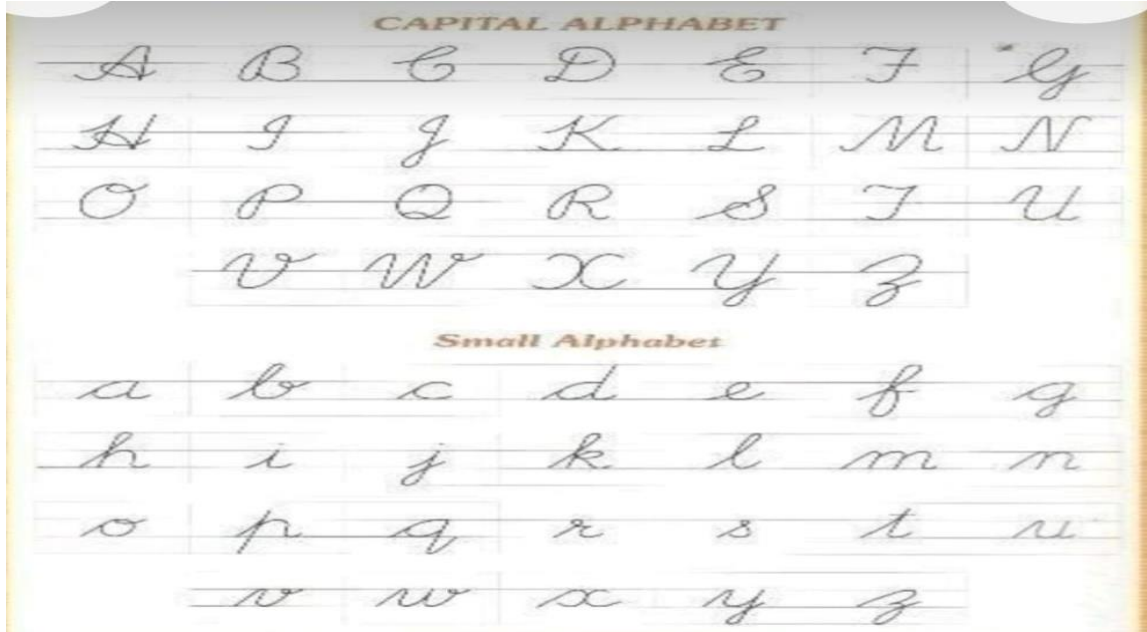 CAPITAL ALPHABET
A B C D E F G
H I J K L M N
O P Q R S T U
V W X Y Z
Small Alphabet
a b c d e f g
h i j k l m n
o p q r s t u
v w x y z